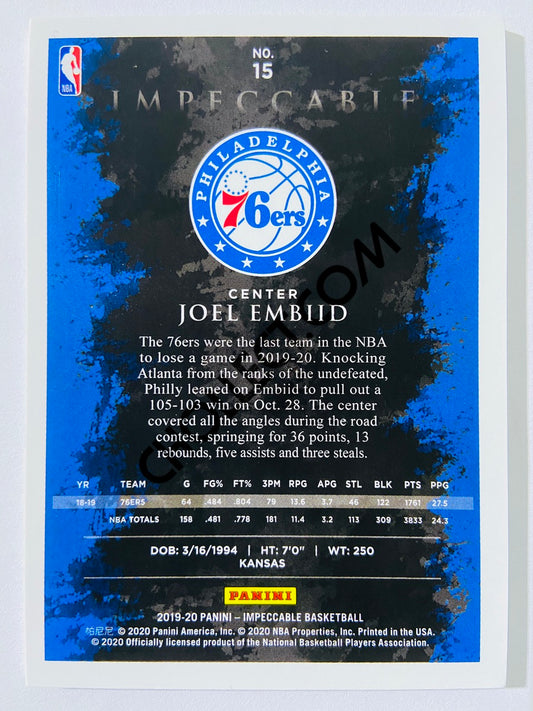 NO.
15
NBA
IMPECCABLE
PHILADELPHIA
76ers
CENTER
JOEL EMBIID
The 76ers were the last team in the NBA
to lose a game in 2019-20. Knocking
Atlanta from the ranks of the undefeated,
Philly leaned on Embiid to pull out a
105-103 win on Oct. 28. The center
covered all the angles during the road
contest, springing for 36 points, 13
rebounds, five assists and three steals.
YR TEAM G FG% FT% 3PM RPG APG STL BLK PTS PPG
18-19 76ERS 64 .484 .804 79 13.6 3.7 46 122 1761 27.5
NBA TOTALS 158 .481 .778 181 11.4 3.2 113 309 3833 24.3
DOB: 3/16/1994 | HT: 7'0" | WT: 250
KANSAS
PANINI
2019-20 PANINI – IMPECCABLE BASKETBALL
帕尼尼 © 2020 Panini America, Inc. © 2020 NBA Properties, Inc. Printed in the USA.
© 2020 Officially licensed product of the National Basketball Players Association.